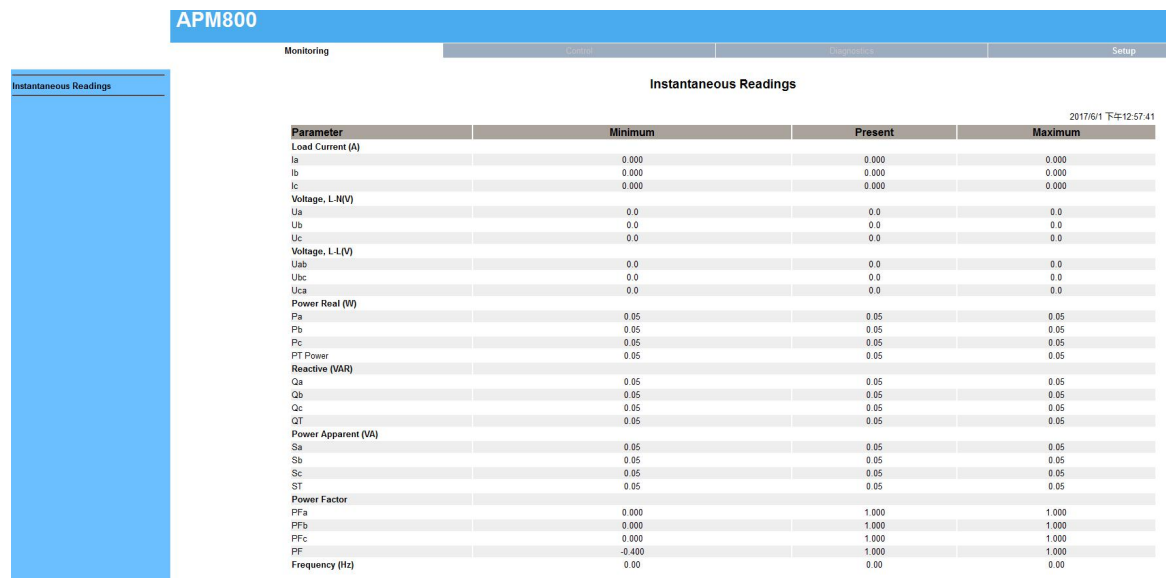 APM800
Monitoring Control Diagnostics Setup
Instantaneous Readings
Instantaneous Readings
2017/6/1 下午12:57:41
Parameter Minimum Present Maximum
Load Current (A)
Ia 0.000 0.000 0.000
Ib 0.000 0.000 0.000
Ic 0.000 0.000 0.000
Voltage, L-N(V)
Ua 0.0 0.0 0.0
Ub 0.0 0.0 0.0
Uc 0.0 0.0 0.0
Voltage, L-L(V)
Uab 0.0 0.0 0.0
Ubc 0.0 0.0 0.0
Uca 0.0 0.0 0.0
Power Real (W)
Pa 0.05 0.05 0.05
Pb 0.05 0.05 0.05
Pc 0.05 0.05 0.05
PT Power 0.05 0.05 0.05
Reactive (VAR)
Qa 0.05 0.05 0.05
Qb 0.05 0.05 0.05
Qc 0.05 0.05 0.05
QT 0.05 0.05 0.05
Power Apparent (VA)
Sa 0.05 0.05 0.05
Sb 0.05 0.05 0.05
Sc 0.05 0.05 0.05
ST 0.05 0.05 0.05
Power Factor
PFa 0.000 1.000 1.000
PFb 0.000 1.000 1.000
PFc 0.000 1.000 1.000
PF -0.400 1.000 1.000
Frequency (Hz) 0.00 0.00 0.00